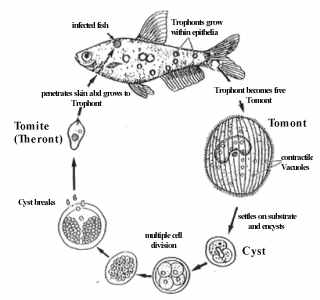 infected fish
Trophonts grow
within epithelia
penetrates skin abd grows to
Trophont
Trophont becomes free
Tomont
Tomite
(Theront)
Tomont
contractile
Vacuoles
Cyst breaks
settles on substrate
and encysts
multiple cell
division
Cyst